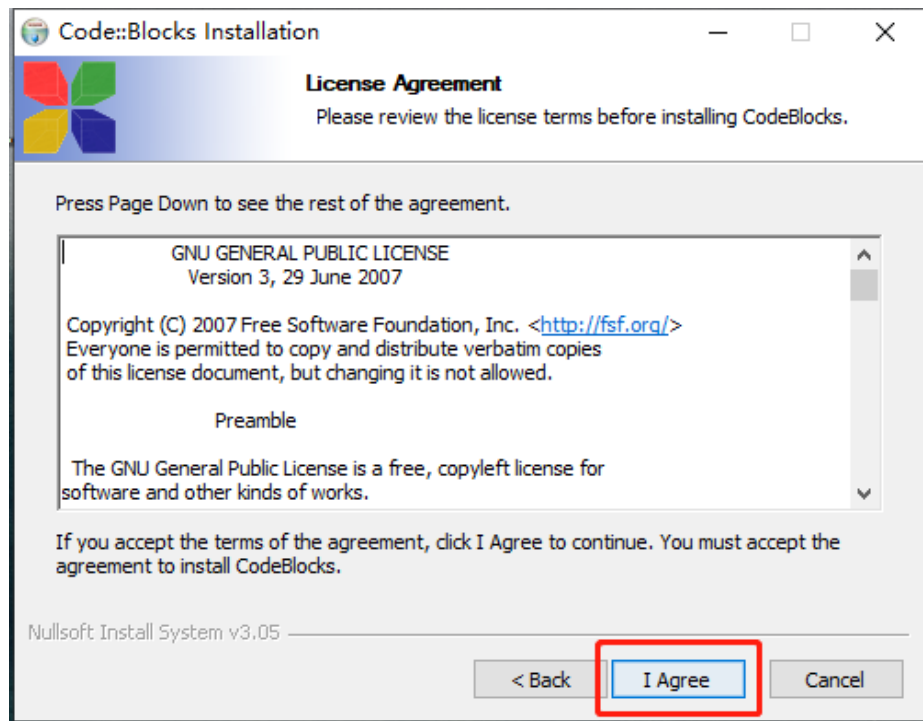 Code::Blocks Installation
License Agreement
Please review the license terms before installing CodeBlocks.
Press Page Down to see the rest of the agreement.
GNU GENERAL PUBLIC LICENSE
Version 3, 29 June 2007
Copyright (C) 2007 Free Software Foundation, Inc. <http://fsf.org/>
Everyone is permitted to copy and distribute verbatim copies
of this license document, but changing it is not allowed.
Preamble
The GNU General Public License is a free, copyleft license for
software and other kinds of works.
If you accept the terms of the agreement, click I Agree to continue. You must accept the
agreement to install CodeBlocks.
Nullsoft Install System v3.05
< Back
I Agree
Cancel